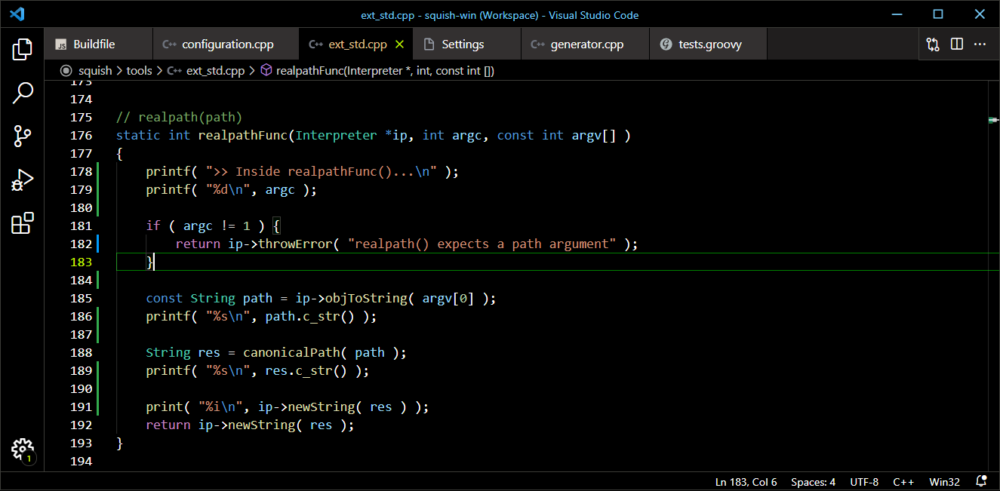 ext_std.cpp - squish-win (Workspace) - Visual Studio Code
JS Buildfile C++ configuration.cpp C++ ext_std.cpp Settings C++ generator.cpp tests.groovy
squish > tools > C++ ext_std.cpp > realpathFunc(Interpreter *, int, const int [])
173
174
175 // realpath(path)
176 static int realpathFunc(Interpreter *ip, int argc, const int argv[] )
177 {
178 printf( ">> Inside realpathFunc()...\n" );
179 printf( "%d\n", argc );
180
181 if ( argc != 1 ) {
182 return ip->throwError( "realpath() expects a path argument" );
183 }
184
185 const String path = ip->objToString( argv[0] );
186 printf( "%s\n", path.c_str() );
187
188 String res = canonicalPath( path );
189 printf( "%s\n", res.c_str() );
190
191 print( "%i\n", ip->newString( res ) );
192 return ip->newString( res );
193 }
194
1
Ln 183, Col 6 Spaces: 4 UTF-8 C++ Win32